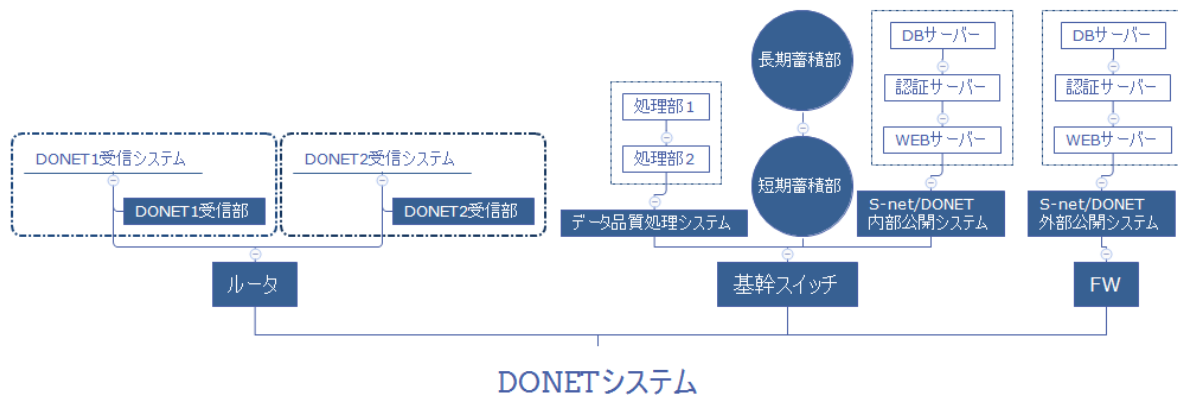 DBサーバー
DBサーバー
長期蓄積部
認証サーバー
認証サーバー
処理部1
WEBサーバー
WEBサーバー
DONET1受信システム
DONET2受信システム
処理部2
短期蓄積部
DONET1受信部
DONET2受信部
データ品質処理システム
S-net/DONET
内部公開システム
S-net/DONET
外部公開システム
ルータ
基幹スイッチ
FW
DONETシステム